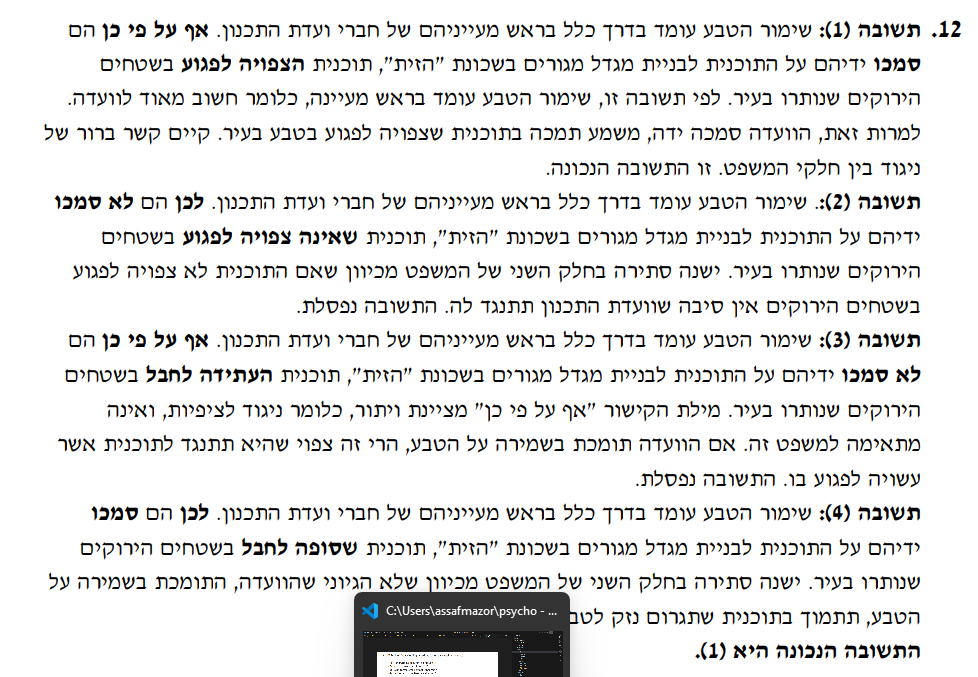 12. תשובה (1): שימור הטבע עומד בדרך כלל בראש מעייניהם של חברי ועדת התכנון. אף על פי כן הם
סמכו ידיהם על התוכנית לבניית מגדל מגורים בשכונת "הזית", תוכנית הצפויה לפגוע בשטחים
הירוקים שנותרו בעיר. לפי תשובה זו, שימור הטבע עומד בראש מעיינה, כלומר חשוב מאוד לוועדה.
למרות זאת, הוועדה סמכה ידה, משמע תמכה בתוכנית שצפויה לפגוע בטבע בעיר. קיים קשר ברור של
ניגוד בין חלקי המשפט. זו התשובה הנכונה.
תשובה (2):. שימור הטבע עומד בדרך כלל בראש מעייניהם של חברי ועדת התכנון. לכן הם לא סמכו
ידיהם על התוכנית לבניית מגדל מגורים בשכונת "הזית", תוכנית שאינה צפויה לפגוע בשטחים
הירוקים שנותרו בעיר. ישנה סתירה בחלק השני של המשפט מכיוון שאם התוכנית לא צפויה לפגוע
בשטחים הירוקים אין סיבה שוועדת התכנון תתנגד לה. התשובה נפסלת.
תשובה (3): שימור הטבע עומד בדרך כלל בראש מעייניהם של חברי ועדת התכנון. אף על פי כן הם
לא סמכו ידיהם על התוכנית לבניית מגדל מגורים בשכונת "הזית", תוכנית העתידה לחבל בשטחים
הירוקים שנותרו בעיר. מילת הקישור "אף על פי כן" מציינת ויתור, כלומר ניגוד לציפיות, ואינה
מתאימה למשפט זה. אם הוועדה תומכת בשמירה על הטבע, הרי זה צפוי שהיא תתנגד לתוכנית אשר
עשויה לפגוע בו. התשובה נפסלת.
תשובה (4): שימור הטבע עומד בדרך כלל בראש מעייניהם של חברי ועדת התכנון. לכן הם סמכו
ידיהם על התוכנית לבניית מגדל מגורים בשכונת "הזית", תוכנית שסופה לחבל בשטחים הירוקים
שנותרו בעיר. ישנה סתירה בחלק השני של המשפט מכיוון שלא הגיוני שהוועדה, התומכת בשמירה על
הטבע, תתמוך בתוכנית שתגרום נזק לטב
C:\Users\assafmazor\psycho - ...
התשובה הנכונה היא (1).